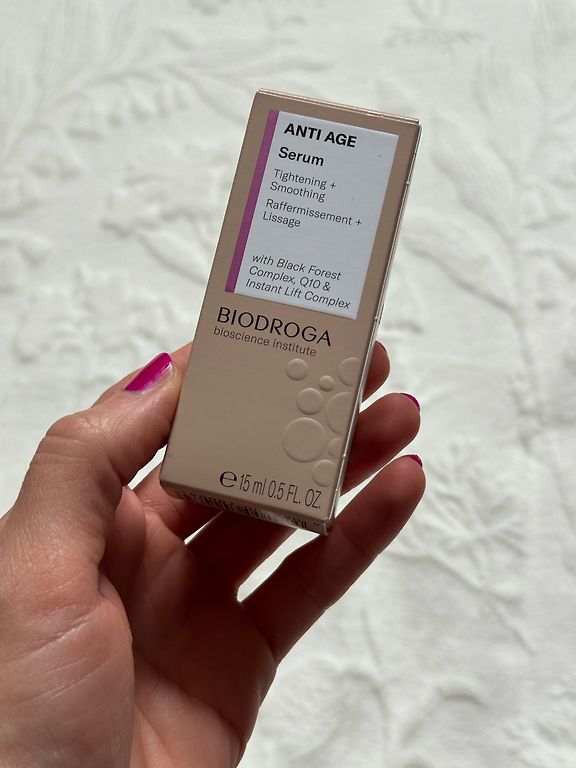 ANTI AGE
Serum
Tightening +
Smoothing
Raffermissement +
Lissage
with Black Forest
Complex, Q10 &
Instant Lift Complex
BIODROGA
bioscience institute
℮ 15 ml 0.5 FL. OZ.